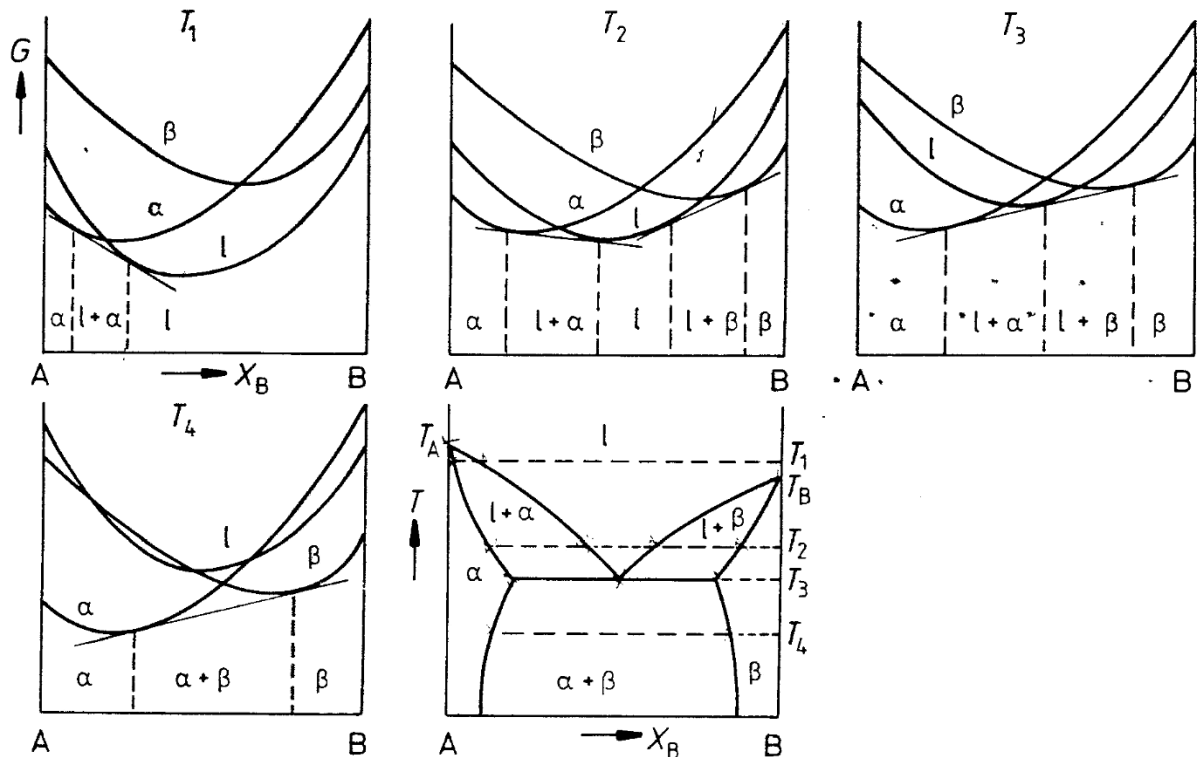 T₁
G
β
α
l
α l + α l
A → X_B B
T₂
β
α
l
α l + α l l + β β
A B
T₃
β
l
α
α l + α l + β β
A B
T₄
l
β
α
α α + β β
A B
T_A l
T₁
T_B
T l + α l + β
T₂
α
T₃
T₄
α + β β
A → X_B B